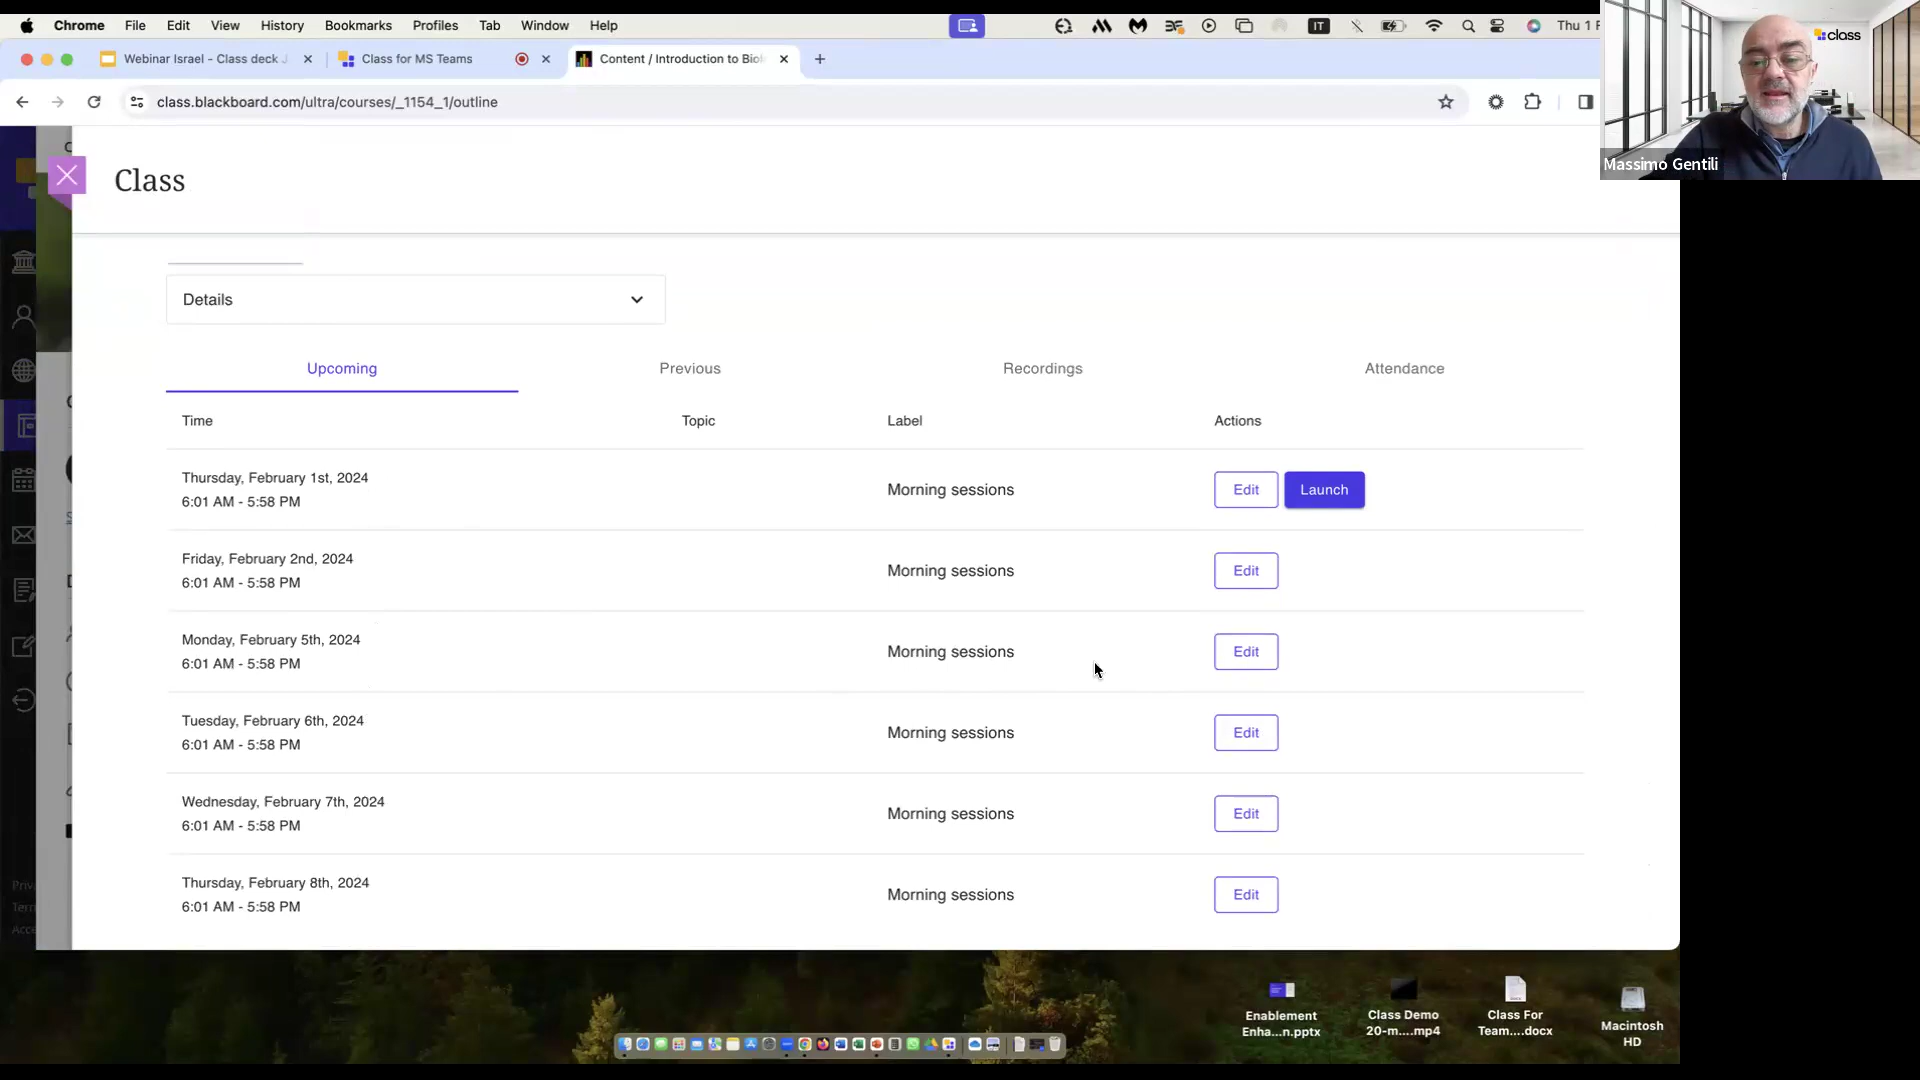 Chrome File Edit View History Bookmarks Profiles Tab Window Help
IT
Thu 1 F
Webinar Israel - Class deck J
Class for MS Teams
Content / Introduction to Biol
class.blackboard.com/ultra/courses/_1154_1/outline
class
Massimo Gentili
Class
Details
Upcoming Previous Recordings Attendance
Time Topic Label Actions
Thursday, February 1st, 2024
6:01 AM - 5:58 PM
Morning sessions
Edit Launch
Friday, February 2nd, 2024
6:01 AM - 5:58 PM
Morning sessions
Edit
Monday, February 5th, 2024
6:01 AM - 5:58 PM
Morning sessions
Edit
Tuesday, February 6th, 2024
6:01 AM - 5:58 PM
Morning sessions
Edit
Wednesday, February 7th, 2024
6:01 AM - 5:58 PM
Morning sessions
Edit
Thursday, February 8th, 2024
6:01 AM - 5:58 PM
Morning sessions
Edit
Priv
Term
Acce
Enablement
Enha...n.pptx
Class Demo
20-m....mp4
Class For
Team....docx
Macintosh
HD